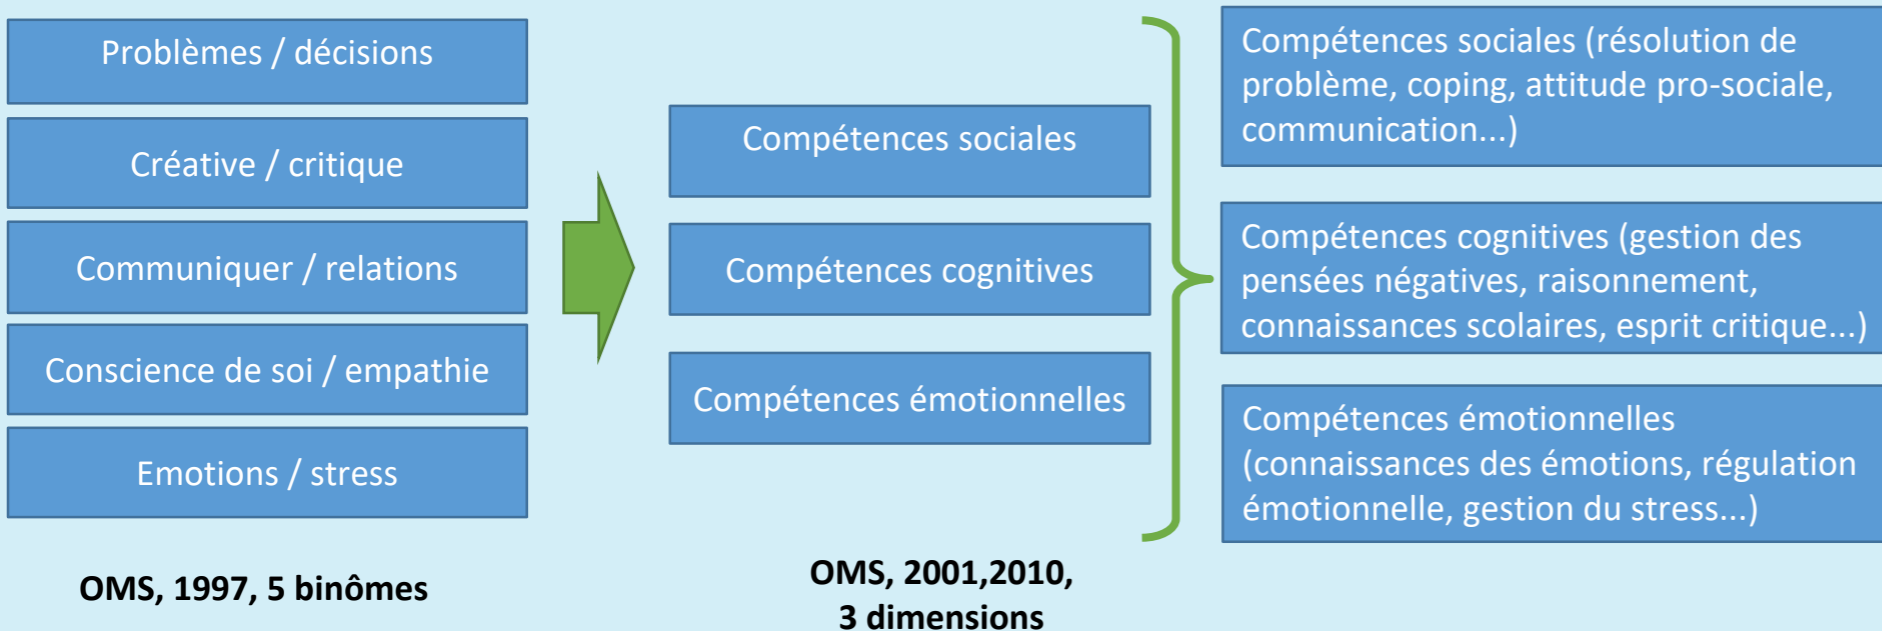 Problèmes / décisions
Créative / critique
Communiquer / relations
Conscience de soi / empathie
Emotions / stress
OMS, 1997, 5 binômes
Compétences sociales
Compétences cognitives
Compétences émotionnelles
OMS, 2001,2010,
3 dimensions
Compétences sociales (résolution de
problème, coping, attitude pro-sociale,
communication...)
Compétences cognitives (gestion des
pensées négatives, raisonnement,
connaissances scolaires, esprit critique...)
Compétences émotionnelles
(connaissances des émotions, régulation
émotionnelle, gestion du stress...)